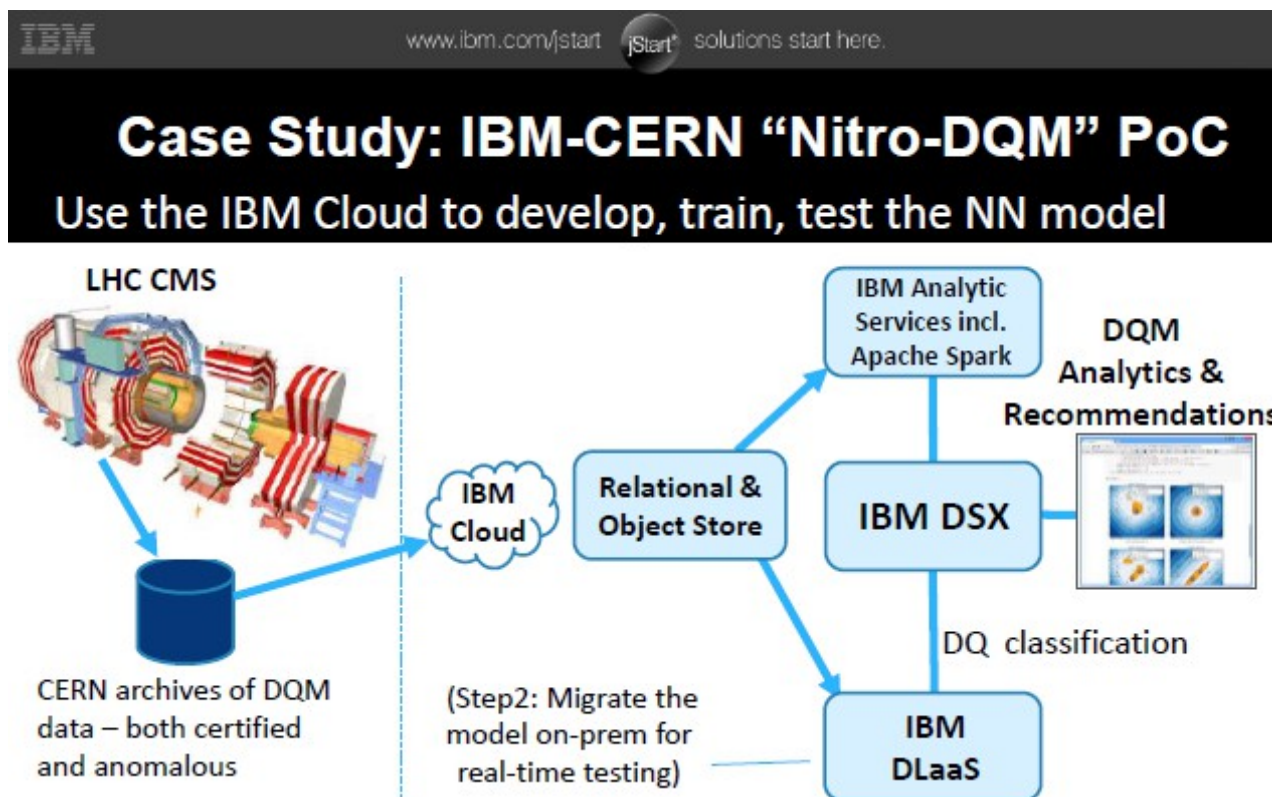 IBM
www.ibm.com/jstart jStart® solutions start here.
Case Study: IBM-CERN “Nitro-DQM” PoC
Use the IBM Cloud to develop, train, test the NN model
LHC CMS
IBM
Cloud
Relational &
Object Store
IBM Analytic
Services incl.
Apache Spark
DQM
Analytics &
Recommendations
IBM DSX
DQ classification
CERN archives of DQM
data – both certified
and anomalous
(Step2: Migrate the
model on-prem for
real-time testing)
IBM
DLaaS